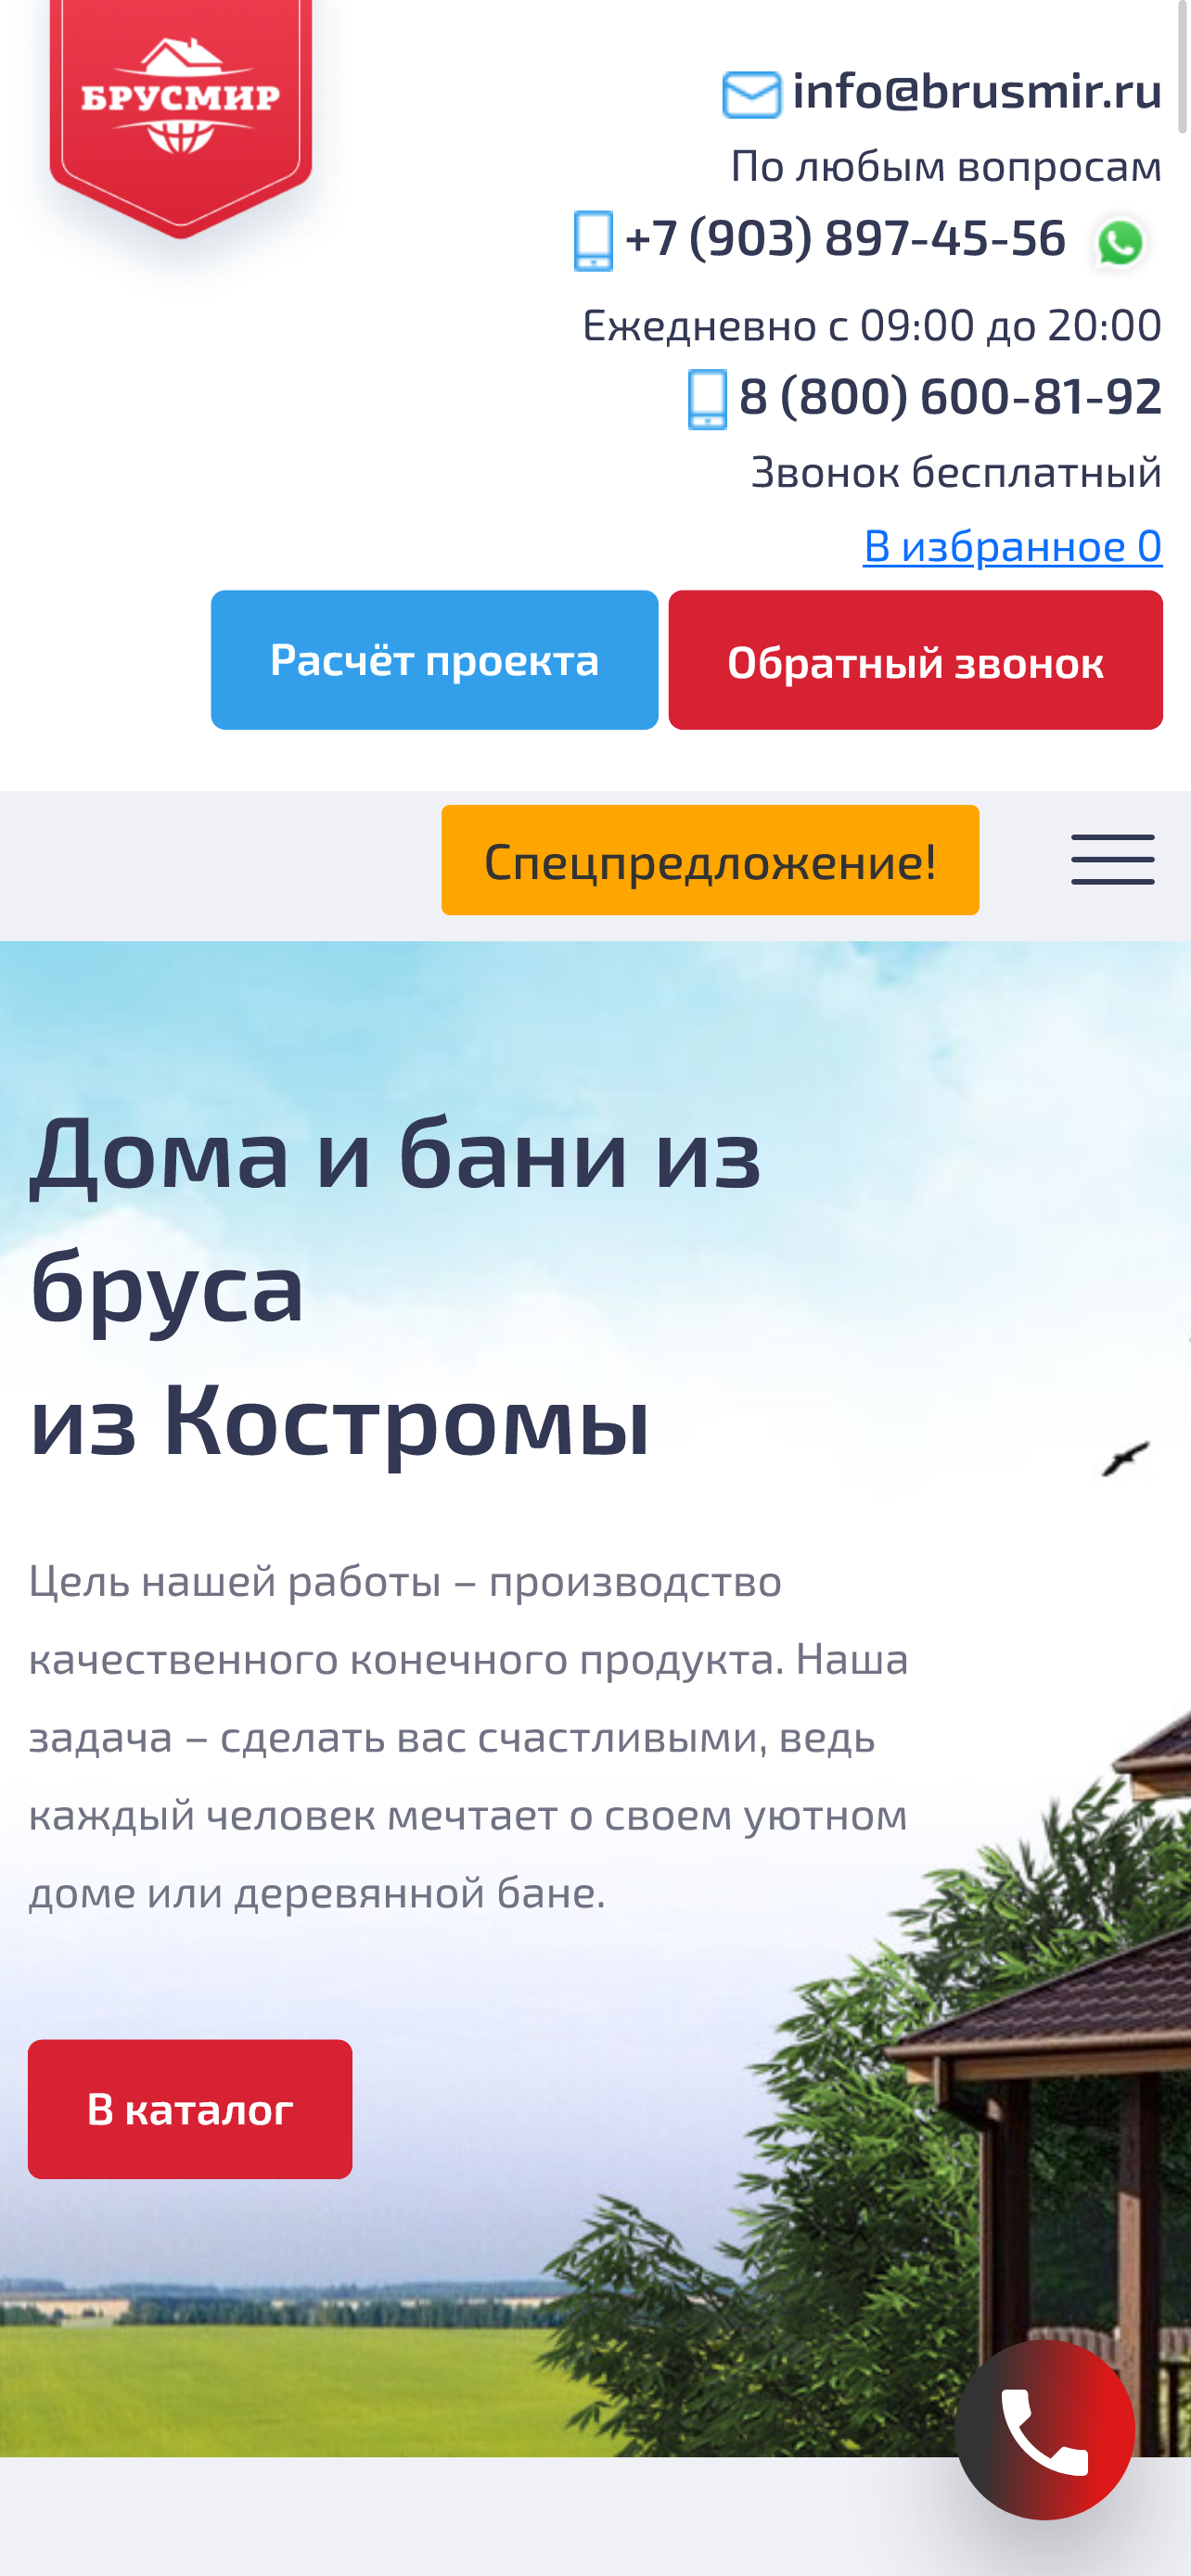 БРУСМИР
info@brusmir.ru
По любым вопросам
+7 (903) 897-45-56
Ежедневно с 09:00 до 20:00
8 (800) 600-81-92
Звонок бесплатный
В избранное 0
Расчёт проекта
Обратный звонок
Спецпредложение!
Дома и бани из
бруса
из Костромы
Цель нашей работы – производство
качественного конечного продукта. Наша
задача – сделать вас счастливыми, ведь
каждый человек мечтает о своем уютном
доме или деревянной бане.
В каталог